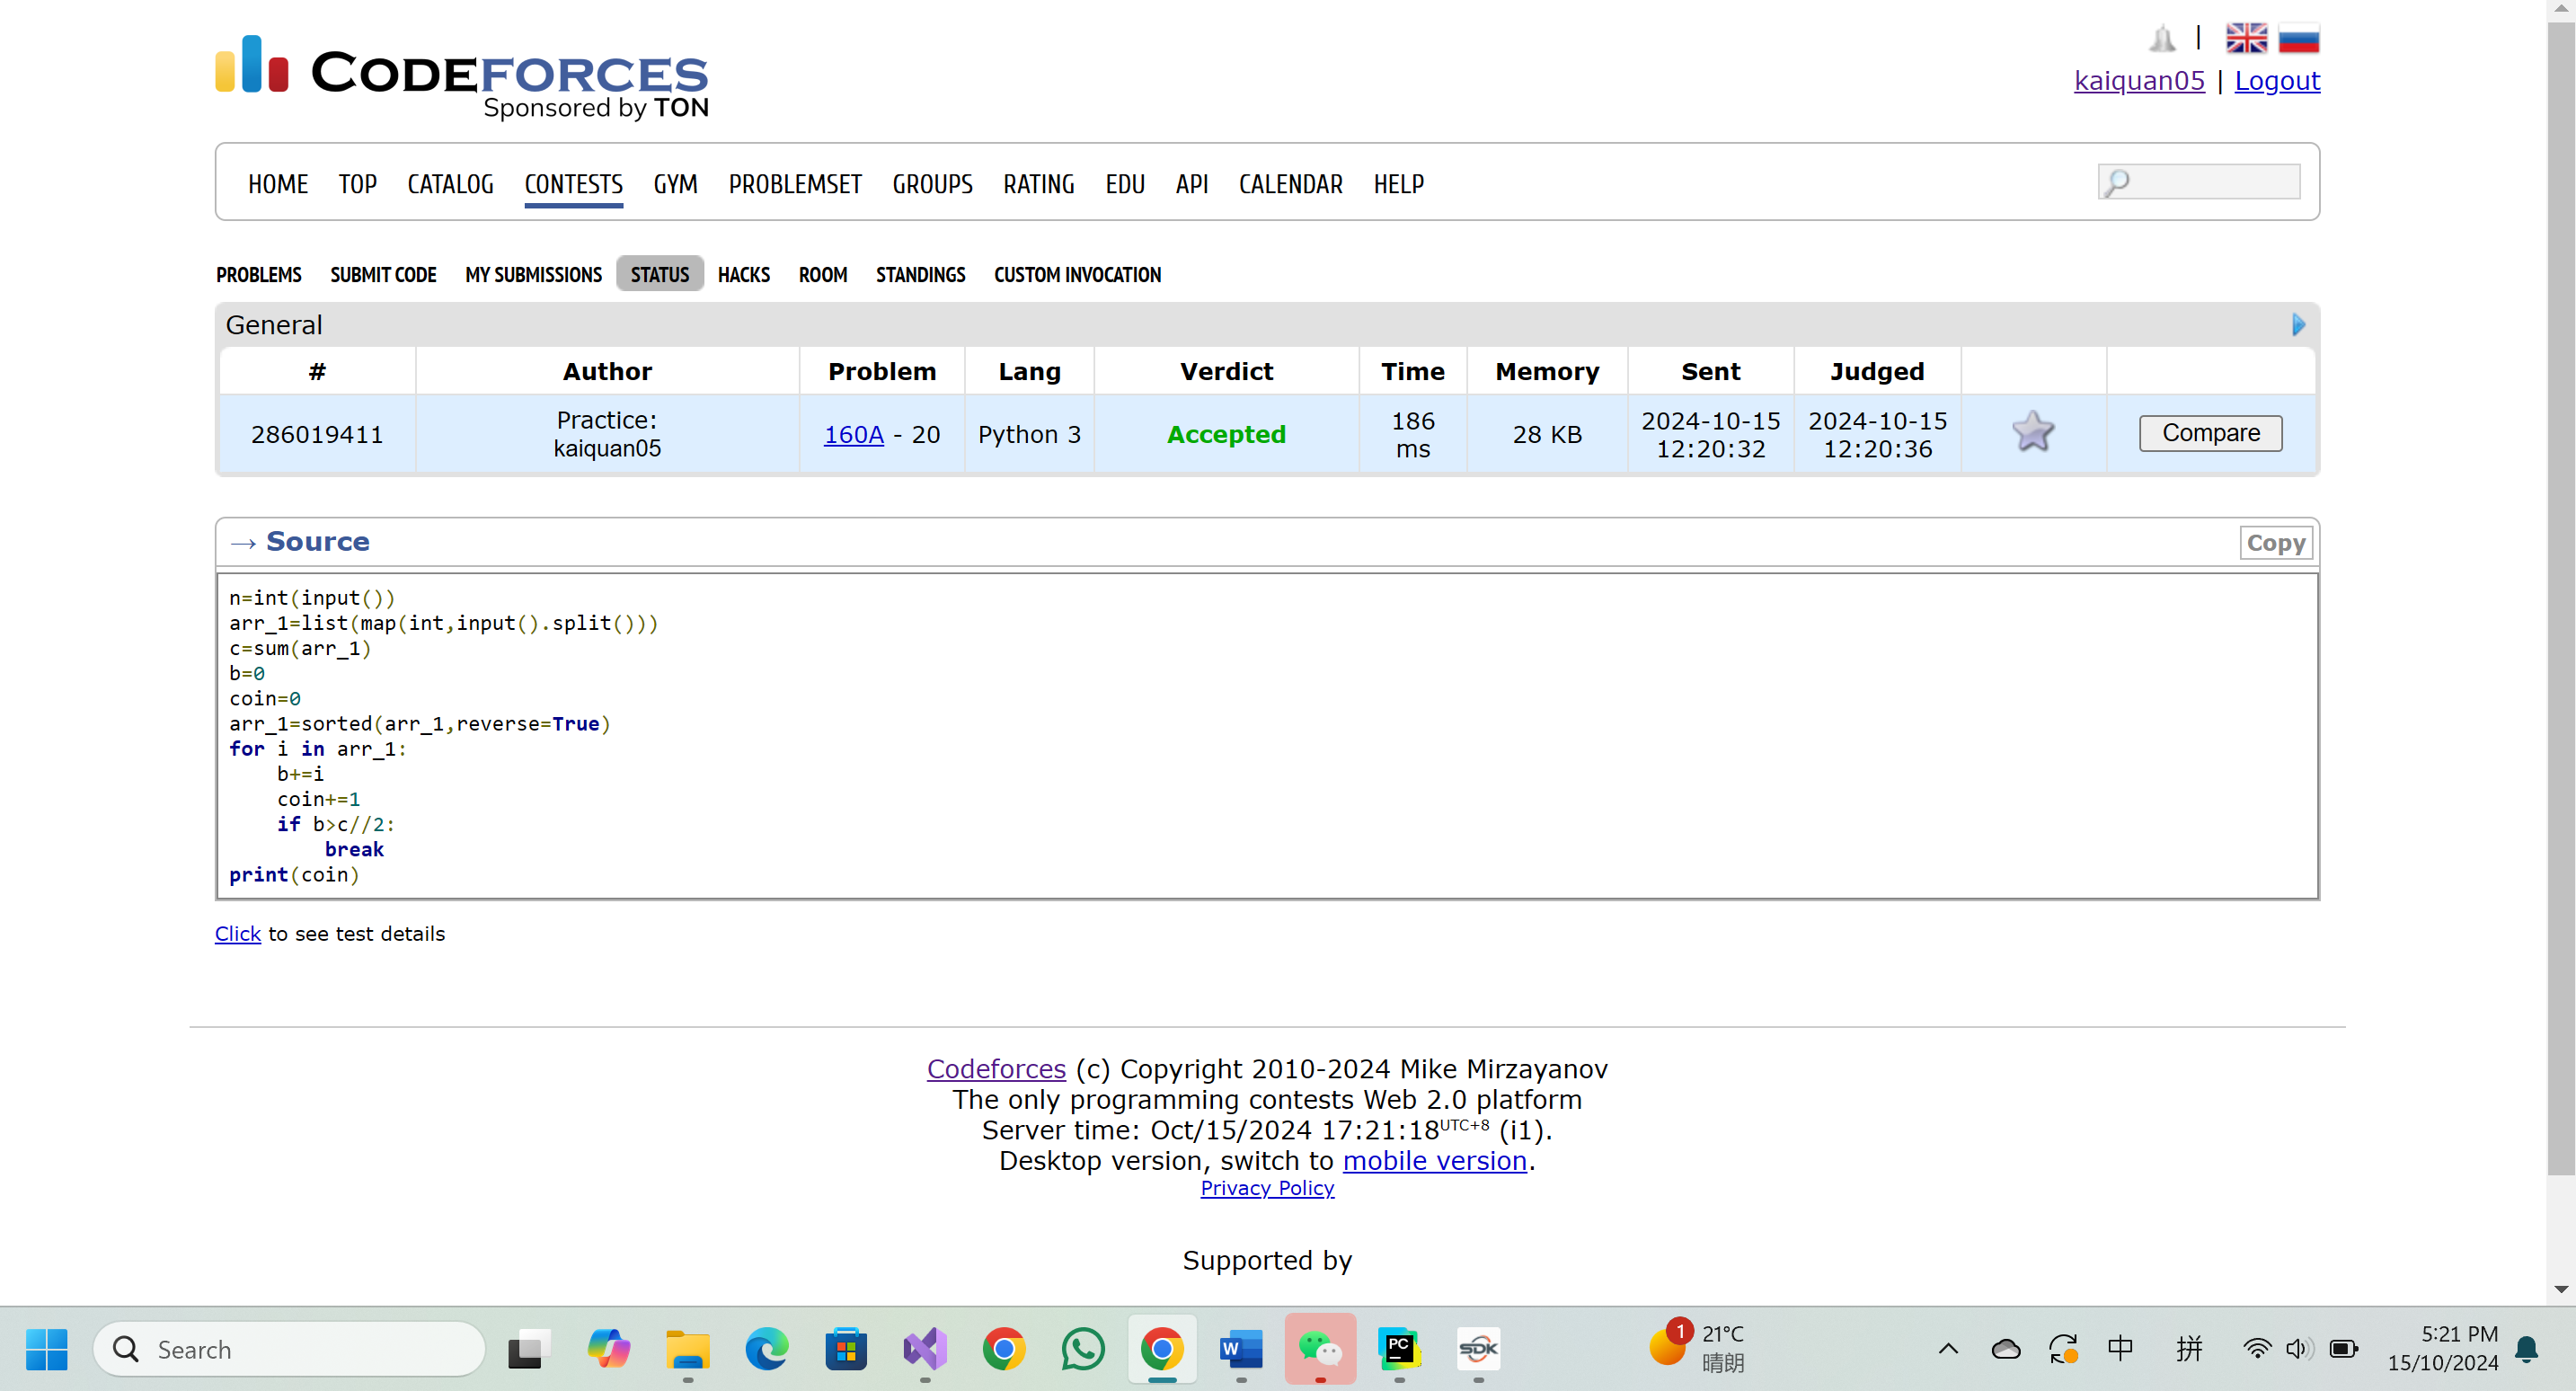 CODEFORCES
Sponsored by TON
|
kaiquan05 | Logout
HOME TOP CATALOG CONTESTS GYM PROBLEMSET GROUPS RATING EDU API CALENDAR HELP
PROBLEMS SUBMIT CODE MY SUBMISSIONS STATUS HACKS ROOM STANDINGS CUSTOM INVOCATION
General
# Author Problem Lang Verdict Time Memory Sent Judged
286019411 Practice: kaiquan05 160A - 20 Python 3 Accepted 186 ms 28 KB 2024-10-15 12:20:32 2024-10-15 12:20:36 Compare
→ Source Copy
n=int(input())
arr_1=list(map(int,input().split()))
c=sum(arr_1)
b=0
coin=0
arr_1=sorted(arr_1,reverse=True)
for i in arr_1:
    b+=i
    coin+=1
    if b>c//2:
        break
print(coin)
Click to see test details
Codeforces (c) Copyright 2010-2024 Mike Mirzayanov
The only programming contests Web 2.0 platform
Server time: Oct/15/2024 17:21:18UTC+8 (i1).
Desktop version, switch to mobile version.
Privacy Policy
Supported by
Search
W
PC
SDK
1
21°C
晴朗
中
拼
5:21 PM
15/10/2024